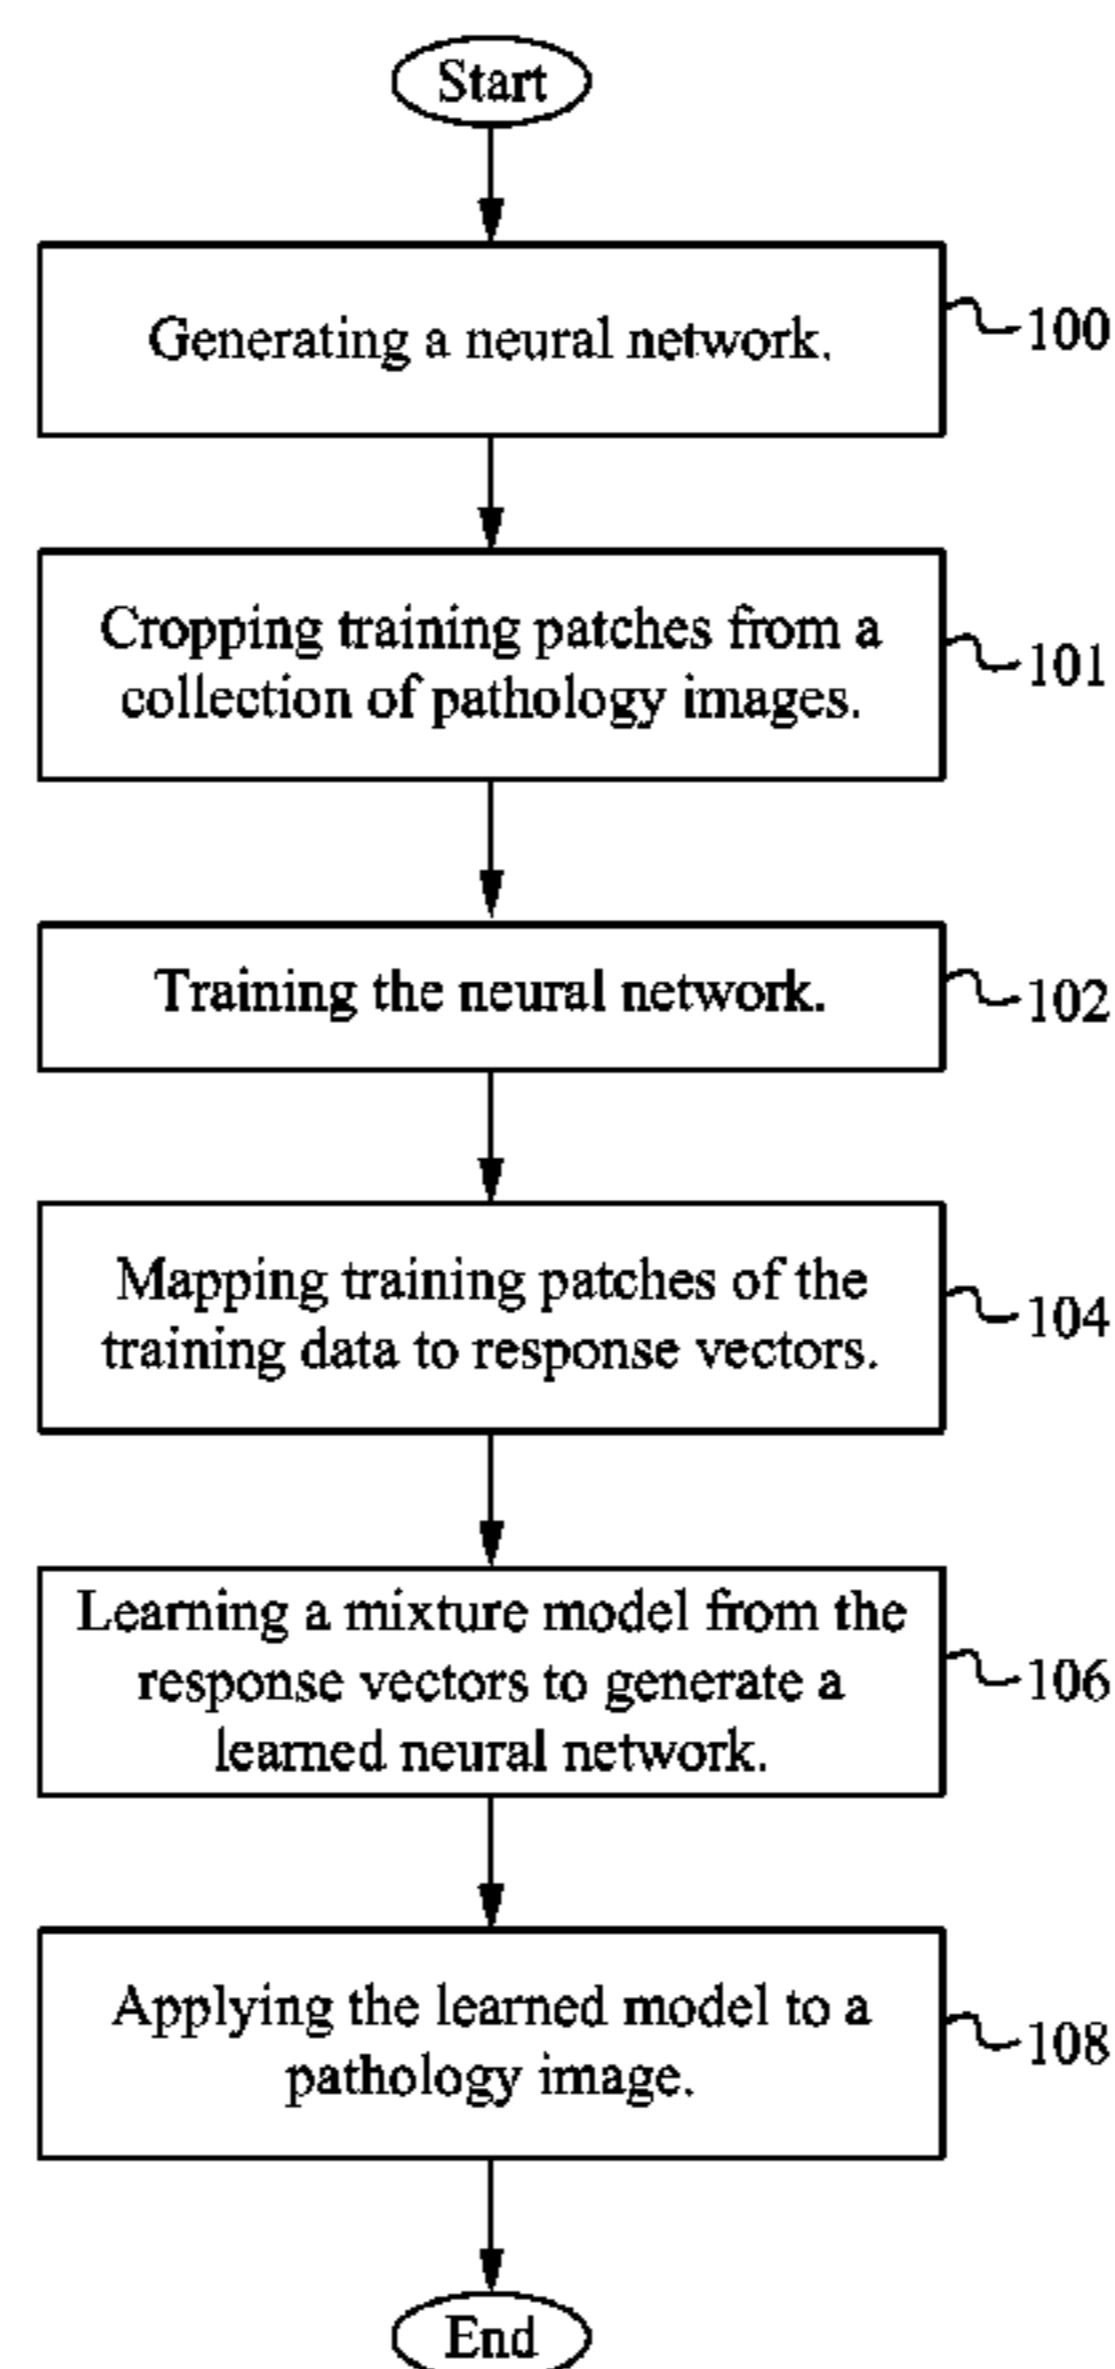 Start
Generating a neural network.
100
Cropping training patches from a
collection of pathology images.
101
Training the neural network.
102
Mapping training patches of the
training data to response vectors.
104
Learning a mixture model from the
response vectors to generate a
learned neural network.
106
Applying the learned model to a
pathology image.
108
End